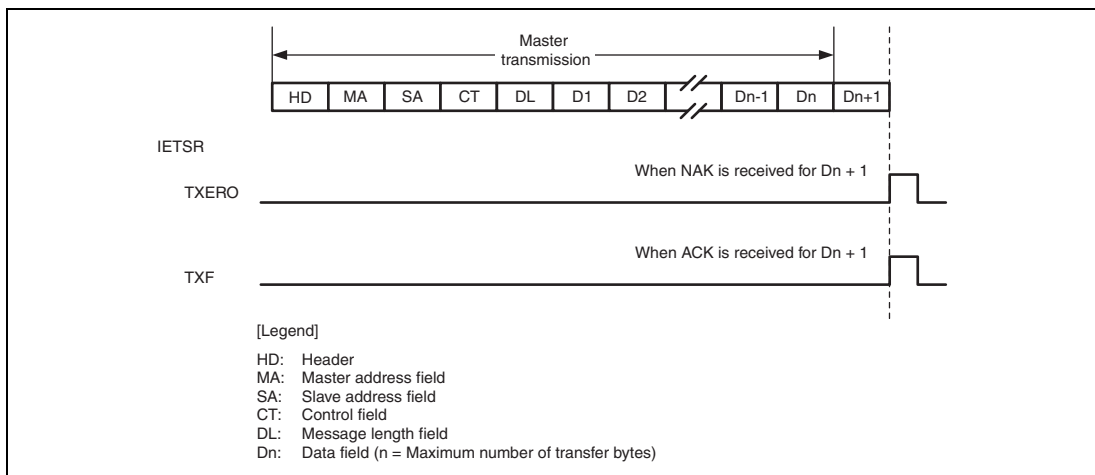 Master
transmission
HD MA SA CT DL D1 D2 Dn-1 Dn Dn+1
IETSR
When NAK is received for Dn + 1
TXERO
When ACK is received for Dn + 1
TXF
[Legend]
HD: Header
MA: Master address field
SA: Slave address field
CT: Control field
DL: Message length field
Dn: Data field (n = Maximum number of transfer bytes)